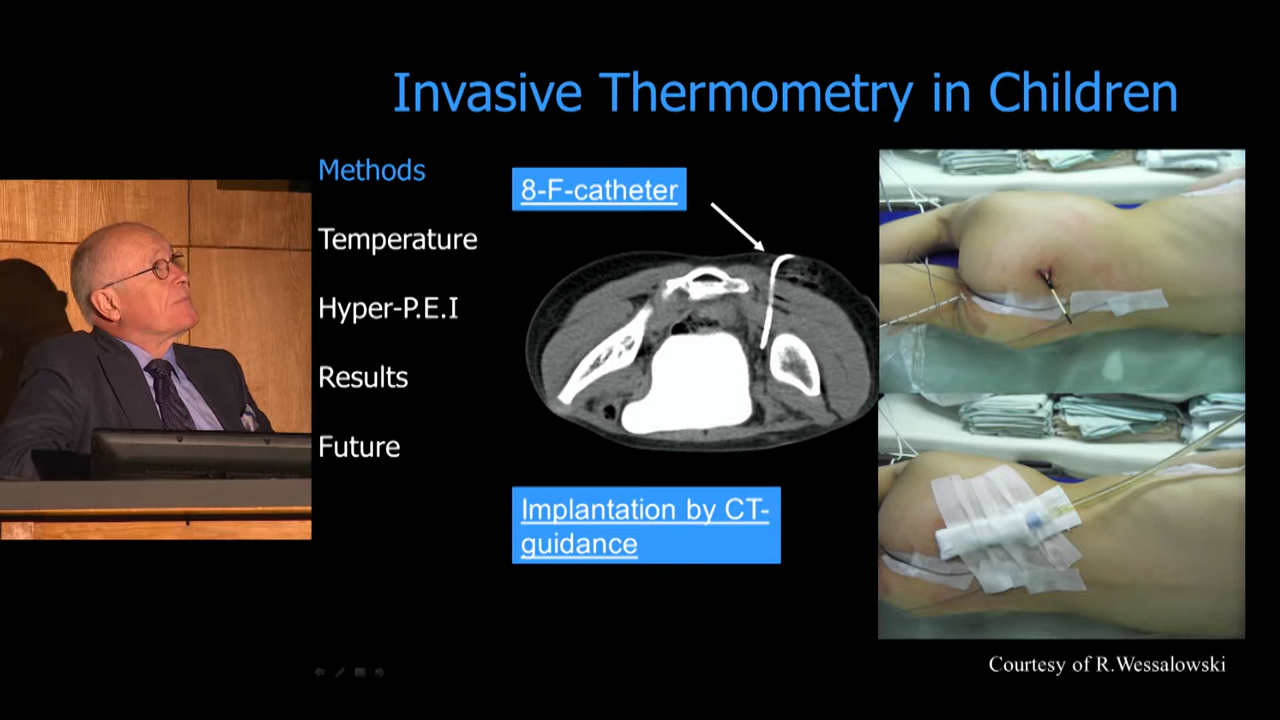 Invasive Thermometry in Children
Methods
Temperature
Hyper-P.E.I
Results
Future
8-F-catheter
Implantation by CT-
guidance
Courtesy of R.Wessalowski